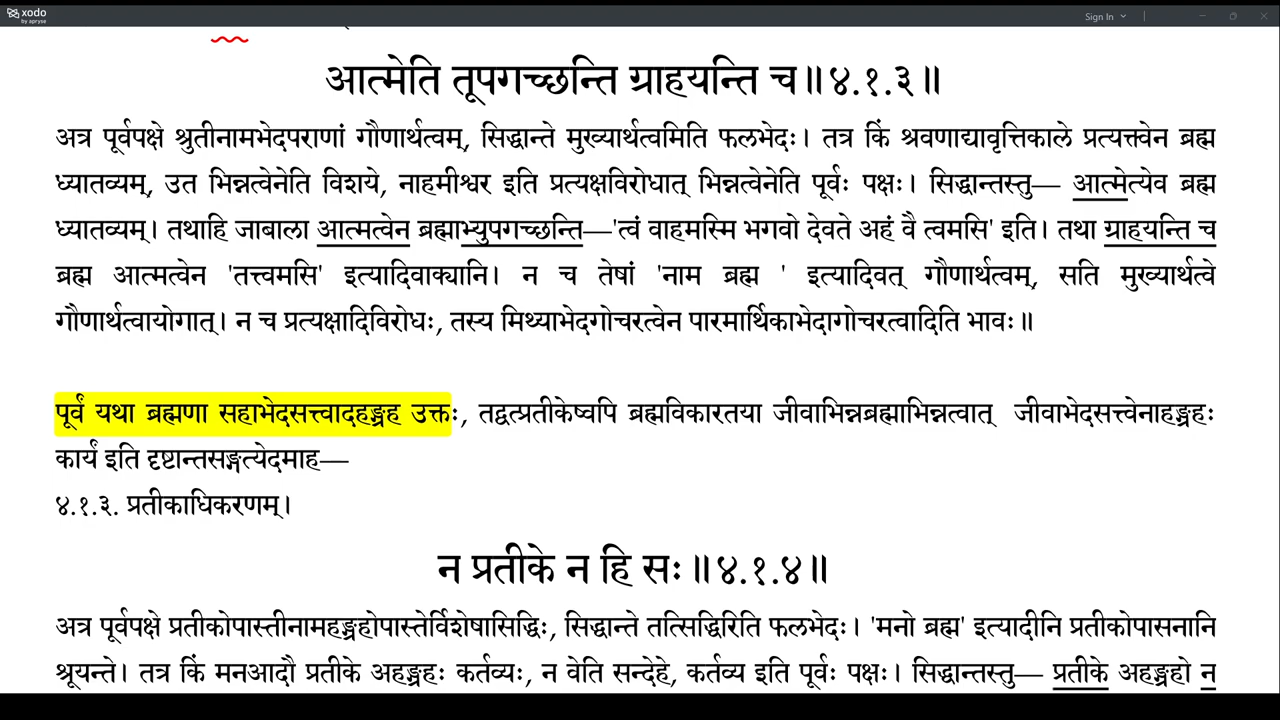 xodo
by apryse
Sign In
आत्मेति तूपगच्छन्ति ग्राहयन्ति च॥४.१.३॥
अत्र पूर्वपक्षे श्रुतीनामभेदपराणां गौणार्थत्वम्, सिद्धान्ते मुख्यार्थत्वमिति फलभेदः। तत्र किं श्रवणाद्यावृत्तिकाले प्रत्यक्त्वेन ब्रह्म
ध्यातव्यम्, उत भिन्नत्वेनेति विशये, नाहमीश्वर इति प्रत्यक्षविरोधात् भिन्नत्वेनेति पूर्वः पक्षः। सिद्धान्तस्तु— आत्मेत्येव ब्रह्म
ध्यातव्यम्। तथाहि जाबाला आत्मत्वेन ब्रह्माभ्युपगच्छन्ति—'त्वं वाहमस्मि भगवो देवते अहं वै त्वमसि' इति। तथा ग्राहयन्ति च
ब्रह्म आत्मत्वेन 'तत्त्वमसि' इत्यादिवाक्यानि। न च तेषां 'नाम ब्रह्म ' इत्यादिवत् गौणार्थत्वम्, सति मुख्यार्थत्वे
गौणार्थत्वायोगात्। न च प्रत्यक्षादिविरोधः, तस्य मिथ्याभेदगोचरत्वेन पारमार्थिकाभेदागोचरत्वादिति भावः॥
पूर्वं यथा ब्रह्मणा सहाभेदसत्त्वादहङ्ग्रह उक्तः, तद्वत्प्रतीकेष्वपि ब्रह्मविकारतया जीवाभिन्नब्रह्माभिन्नत्वात् जीवाभेदसत्त्वेनाहङ्ग्रहः
कार्यं इति दृष्टान्तसङ्गत्येदमाह—
४.१.३. प्रतीकाधिकरणम्।
न प्रतीके न हि सः॥४.१.४॥
अत्र पूर्वपक्षे प्रतीकोपास्तीनामहङ्ग्रहोपास्तेर्विशेषासिद्धिः, सिद्धान्ते तत्सिद्धिरिति फलभेदः। 'मनो ब्रह्म' इत्यादीनि प्रतीकोपासनानि
श्रूयन्ते। तत्र किं मनआदौ प्रतीके अहङ्ग्रहः कर्तव्यः, न वेति सन्देहे, कर्तव्य इति पूर्वः पक्षः। सिद्धान्तस्तु— प्रतीके अहङ्ग्रहो न